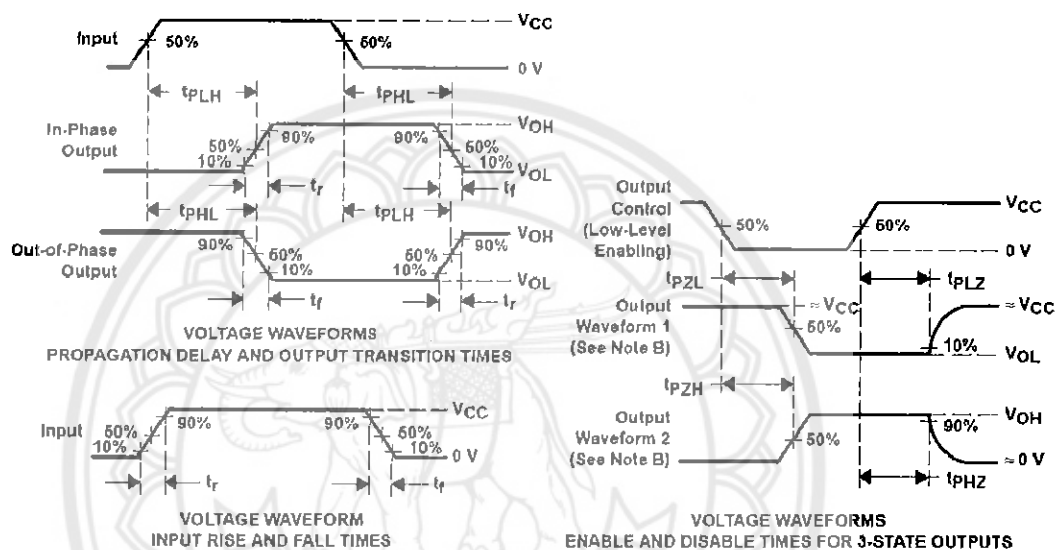 VCC
Input
50%
50%
0 V
tPLH
tPHL
In-Phase
Output
90%
90%
VOH
50%
10%
50%
10%
VOL
tr
tf
tPHL
tPLH
Out-of-Phase
Output
90%
50%
10%
50%
10%
90%
VOH
VOL
tf
tr
VOLTAGE WAVEFORMS
PROPAGATION DELAY AND OUTPUT TRANSITION TIMES
Input
50%
10%
90%
90%
50%
10%
VCC
0 V
tr
tf
VOLTAGE WAVEFORM
INPUT RISE AND FALL TIMES
Output
Control
(Low-Level
Enabling)
50%
50%
VCC
0 V
tPZL
tPLZ
Output
Waveform 1
(See Note B)
≈ VCC
50%
≈ VCC
10%
VOL
tPZH
Output
Waveform 2
(See Note B)
50%
VOH
90%
≈ 0 V
tPHZ
VOLTAGE WAVEFORMS
ENABLE AND DISABLE TIMES FOR 3-STATE OUTPUTS